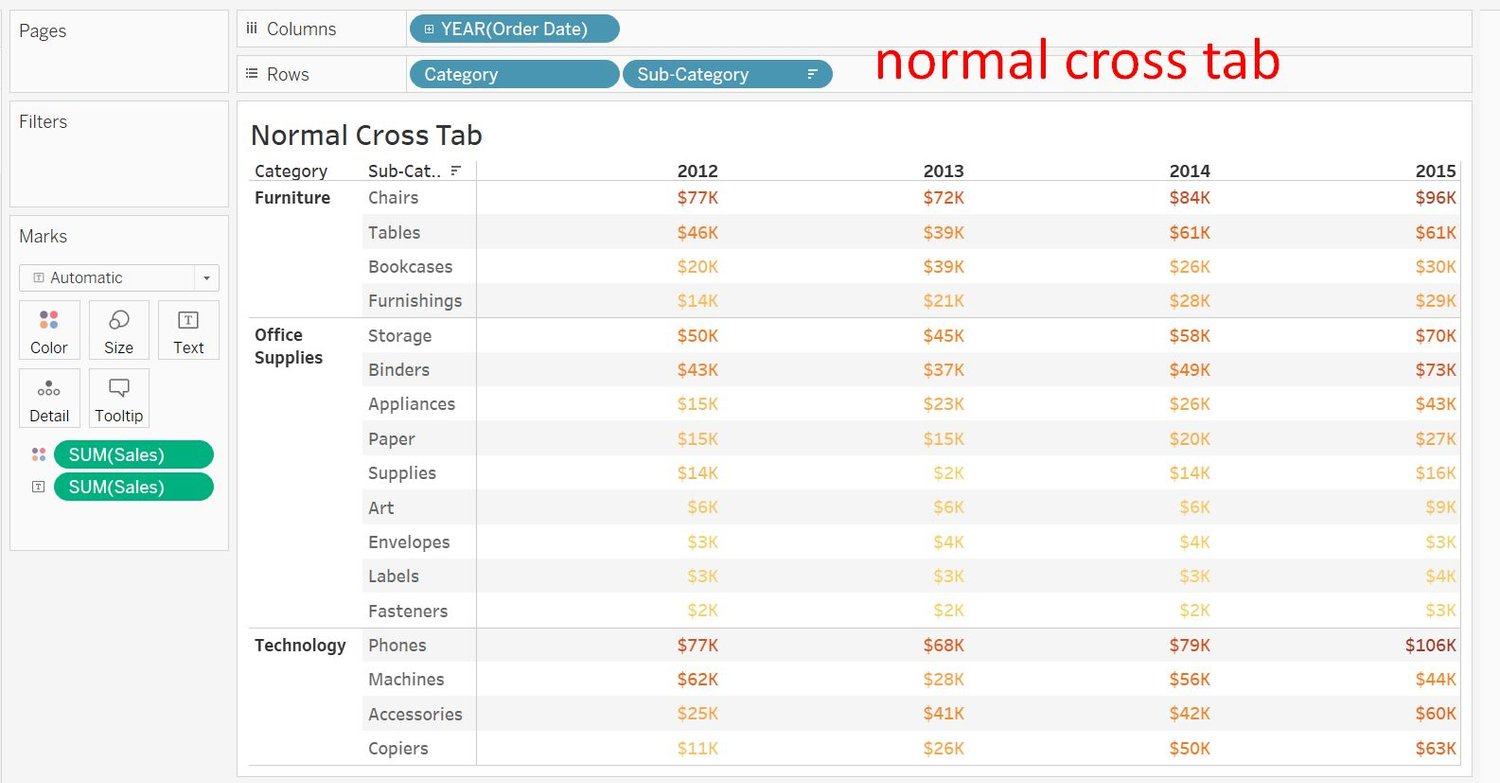 Pages
Columns
YEAR(Order Date)
normal cross tab
Rows
Category Sub-Category
Filters
Marks
Automatic
Color Size Text
Detail Tooltip
SUM(Sales)
SUM(Sales)
Normal Cross Tab
Category Sub-Cat.. 2012 2013 2014 2015
Furniture Chairs $77K $72K $84K $96K
Tables $46K $39K $61K $61K
Bookcases $20K $39K $26K $30K
Furnishings $14K $21K $28K $29K
Office Supplies Storage $50K $45K $58K $70K
Binders $43K $37K $49K $73K
Appliances $15K $23K $26K $43K
Paper $15K $15K $20K $27K
Supplies $14K $2K $14K $16K
Art $6K $6K $6K $9K
Envelopes $3K $4K $4K $3K
Labels $3K $3K $3K $4K
Fasteners $2K $2K $2K $3K
Technology Phones $77K $68K $79K $106K
Machines $62K $28K $56K $44K
Accessories $25K $41K $42K $60K
Copiers $11K $26K $50K $63K